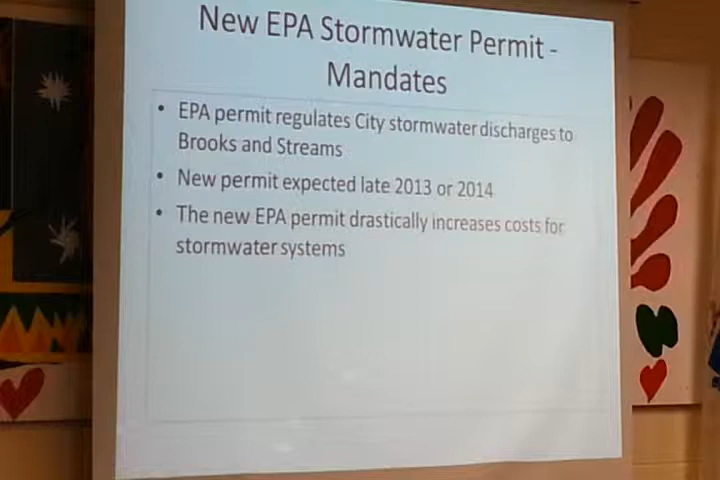 New EPA Stormwater Permit -
Mandates
• EPA permit regulates City stormwater discharges to
Brooks and Streams
• New permit expected late 2013 or 2014
• The new EPA permit drastically increases costs for
stormwater systems